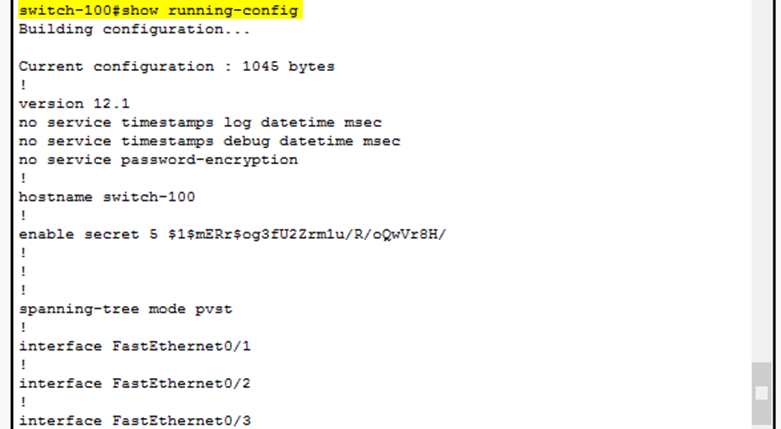 switch-100#show running-config
Building configuration...
Current configuration : 1045 bytes
!
version 12.1
no service timestamps log datetime msec
no service timestamps debug datetime msec
no service password-encryption
!
hostname switch-100
!
enable secret 5 $1$mERr$og3fU2Zrm1u/R/oQwVr8H/
!
!
!
spanning-tree mode pvst
!
interface FastEthernet0/1
!
interface FastEthernet0/2
!
interface FastEthernet0/3